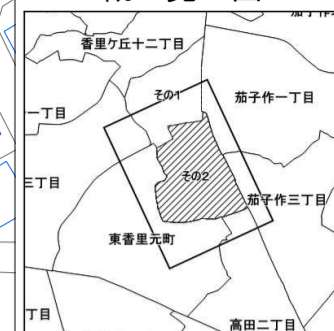 香里ケ丘十二丁目
その1
茄子作一丁目
一丁目
その2
三丁目
茄子作三丁目
東香里元町
丁目
高田二丁目